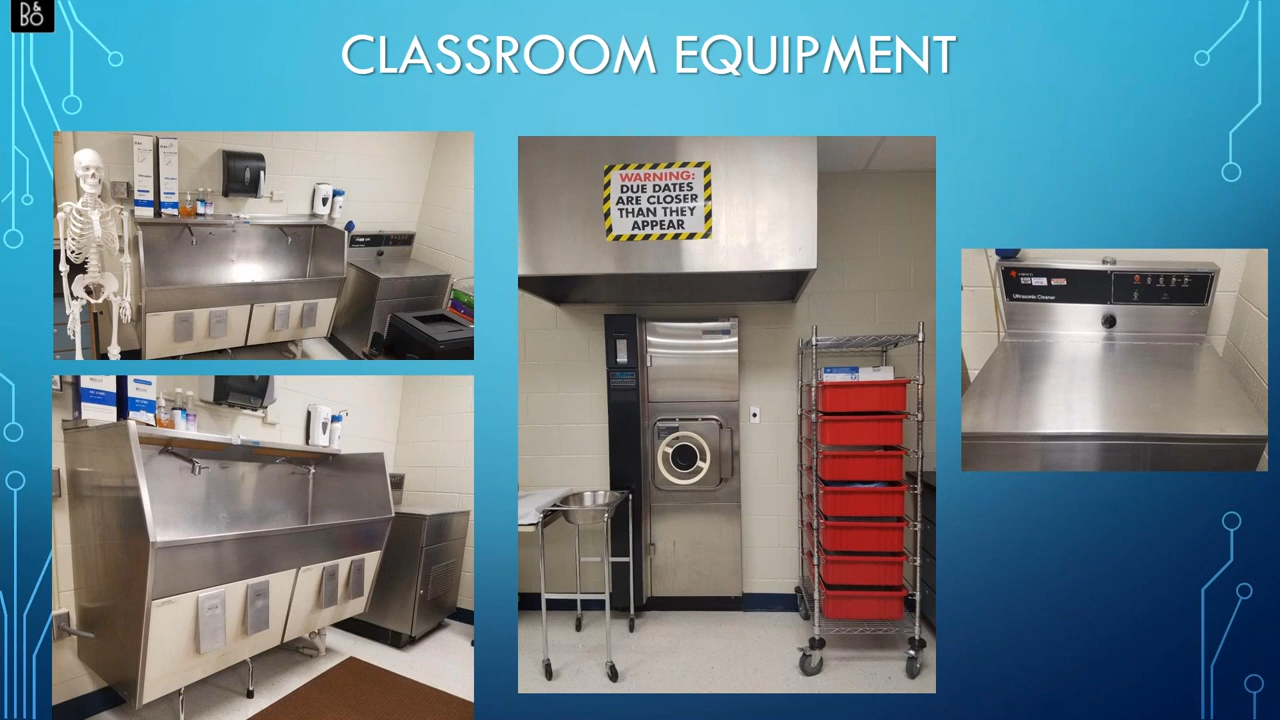 B&O
CLASSROOM EQUIPMENT
WARNING:
DUE DATES
ARE CLOSER
THAN THEY
APPEAR
Ultrasonic Cleaner